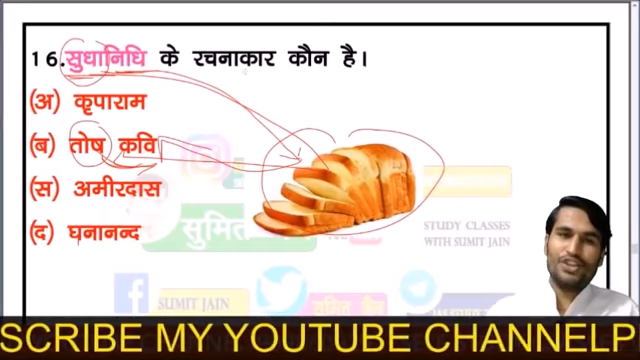 16.सुधानिधि के रचनाकार कौन है।
(अ) कृपाराम
(ब) तोष कवि
(स) अमीरदास
(द) घनानन्द
सुमित
STUDY CLASSES
WITH SUMIT JAIN
SUMIT JAIN
सुमित जैन
SCRIBE MY YOUTUBE CHANNELP